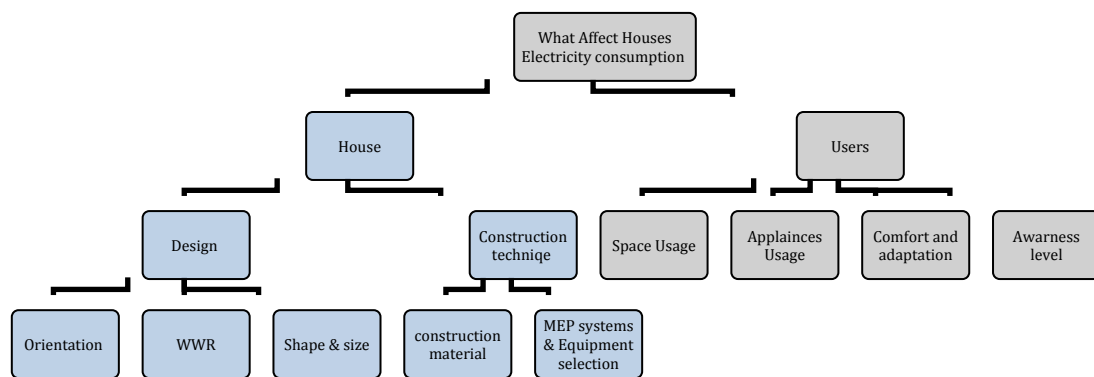 What Affect Houses
Electricity consumption
House
Users
Design
Construction
techniqe
Space Usage
Applainces
Usage
Comfort and
adaptation
Awarness
level
Orientation
WWR
Shape & size
construction
material
MEP systems
& Equipment
selection